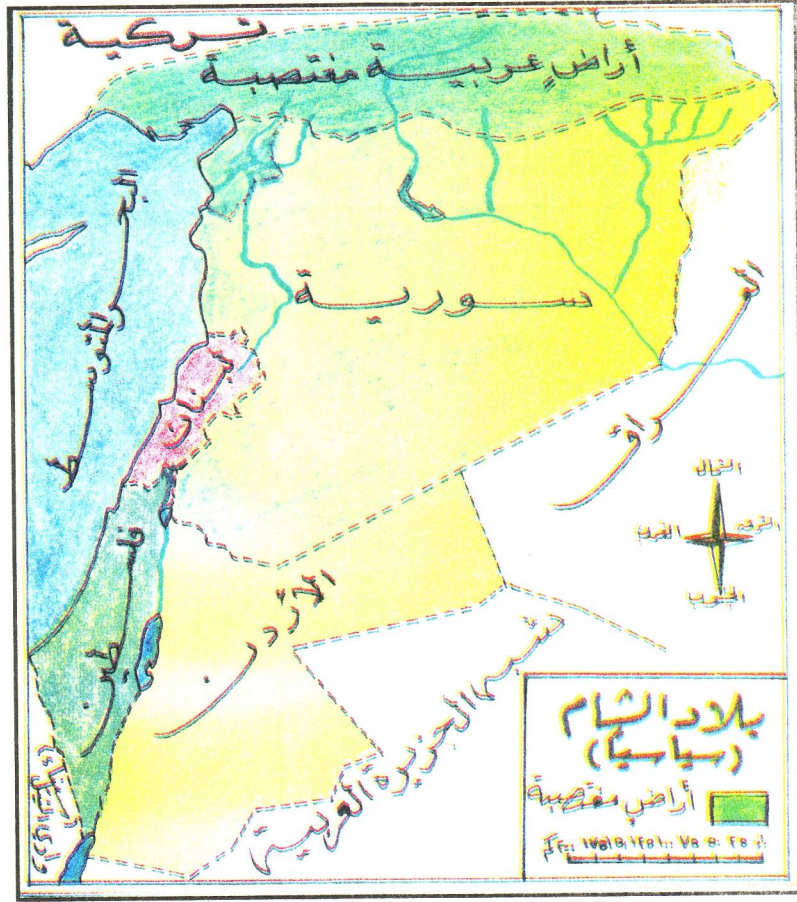 تركية
أراضٍ عربية مغتصبة
البحر المتوسط
سورية
العراق
لبنان
فلسطين
الأردن
شبه الجزيرة العربية
الشمال
الشرق
الغرب
الجنوب
بلاد الشام
(سياسياً)
أراضي مغتصبة